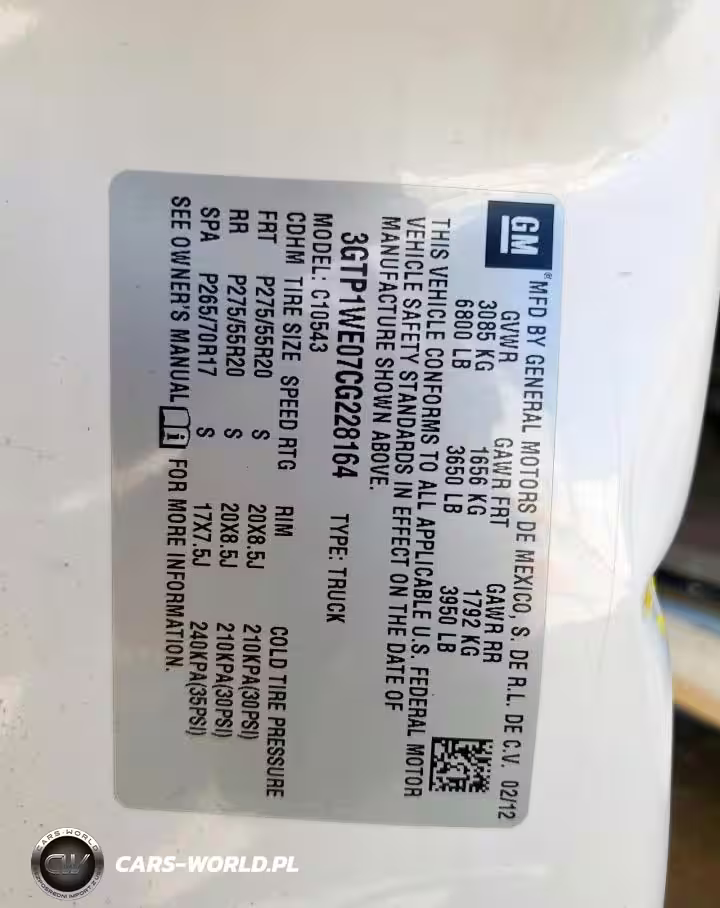 GM
® MFD BY GENERAL MOTORS DE MEXICO, S. DE R.L. DE C.V. 02/12
GVWR GAWR FRT GAWR RR
3085 KG 1656 KG 1792 KG
6800 LB 3650 LB 3950 LB
THIS VEHICLE CONFORMS TO ALL APPLICABLE U.S. FEDERAL MOTOR
VEHICLE SAFETY STANDARDS IN EFFECT ON THE DATE OF
MANUFACTURE SHOWN ABOVE.
3GTP1WE07CG228164 TYPE: TRUCK
MODEL: C10543
CDHM TIRE SIZE SPEED RTG RIM COLD TIRE PRESSURE
FRT P275/55R20 S 20X8.5J 210KPA(30PSI)
RR P275/55R20 S 20X8.5J 210KPA(30PSI)
SPA P265/70R17 S 17X7.5J 240KPA(35PSI)
SEE OWNER'S MANUAL FOR MORE INFORMATION.
CARS-WORLD
CW
CARS-WORLD.PL